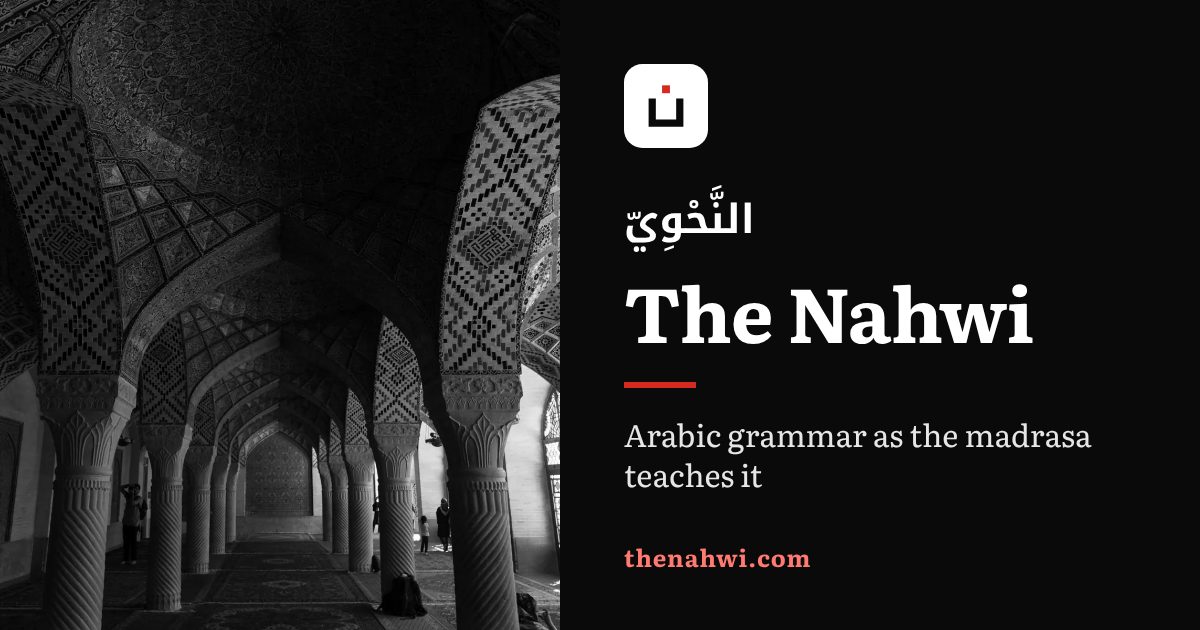 ن
النَّحْوِيّ
The Nahwi
Arabic grammar as the madrasa
teaches it
thenahwi.com